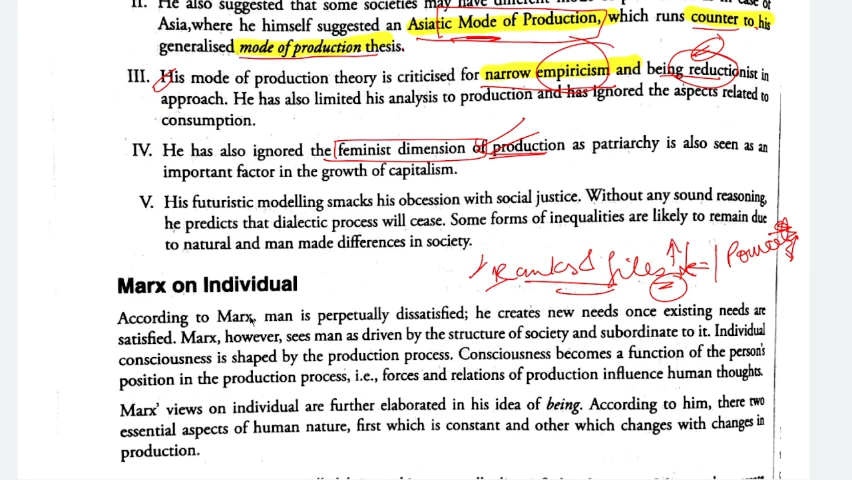 II. He also suggested that some societies may have different mode of production in case of
Asia, where he himself suggested an Asiatic Mode of Production, which runs counter to his
generalised mode of production thesis.
III. His mode of production theory is criticised for narrow empiricism and being reductionist in
approach. He has also limited his analysis to production and has ignored the aspects related to
consumption.
IV. He has also ignored the feminist dimension of production as patriarchy is also seen as an
important factor in the growth of capitalism.
V. His futuristic modelling smacks his obcession with social justice. Without any sound reasoning,
he predicts that dialectic process will cease. Some forms of inequalities are likely to remain due
to natural and man made differences in society.
Ranks & files
Marx on Individual
According to Marx, man is perpetually dissatisfied; he creates new needs once existing needs are
satisfied. Marx, however, sees man as driven by the structure of society and subordinate to it. Individual
consciousness is shaped by the production process. Consciousness becomes a function of the person's
position in the production process, i.e., forces and relations of production influence human thoughts.
Marx' views on individual are further elaborated in his idea of being. According to him, there two
essential aspects of human nature, first which is constant and other which changes with changes in
production.